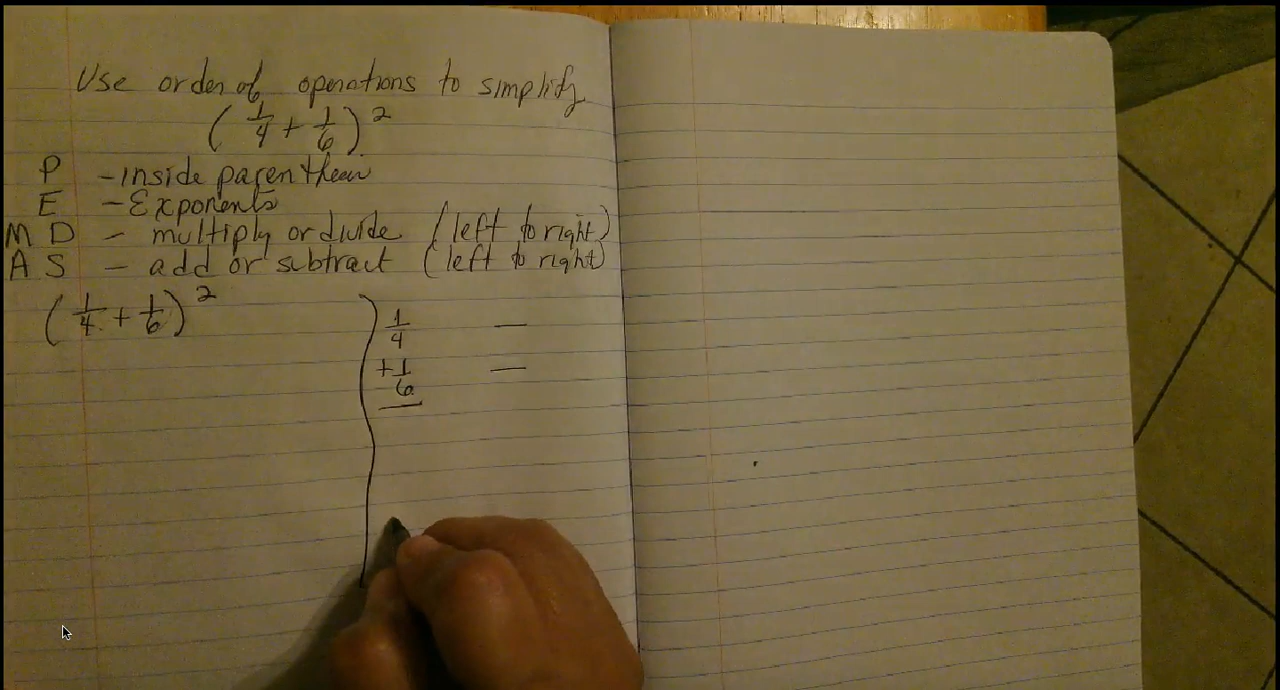 Use order of operations to simplify
(1/4 + 1/6)²
P - inside parenthesis
E - Exponents
M D - multiply or divide (left to right)
A S - add or subtract (left to right)
(1/4 + 1/6)²
1/4 —
+ 1/6 —